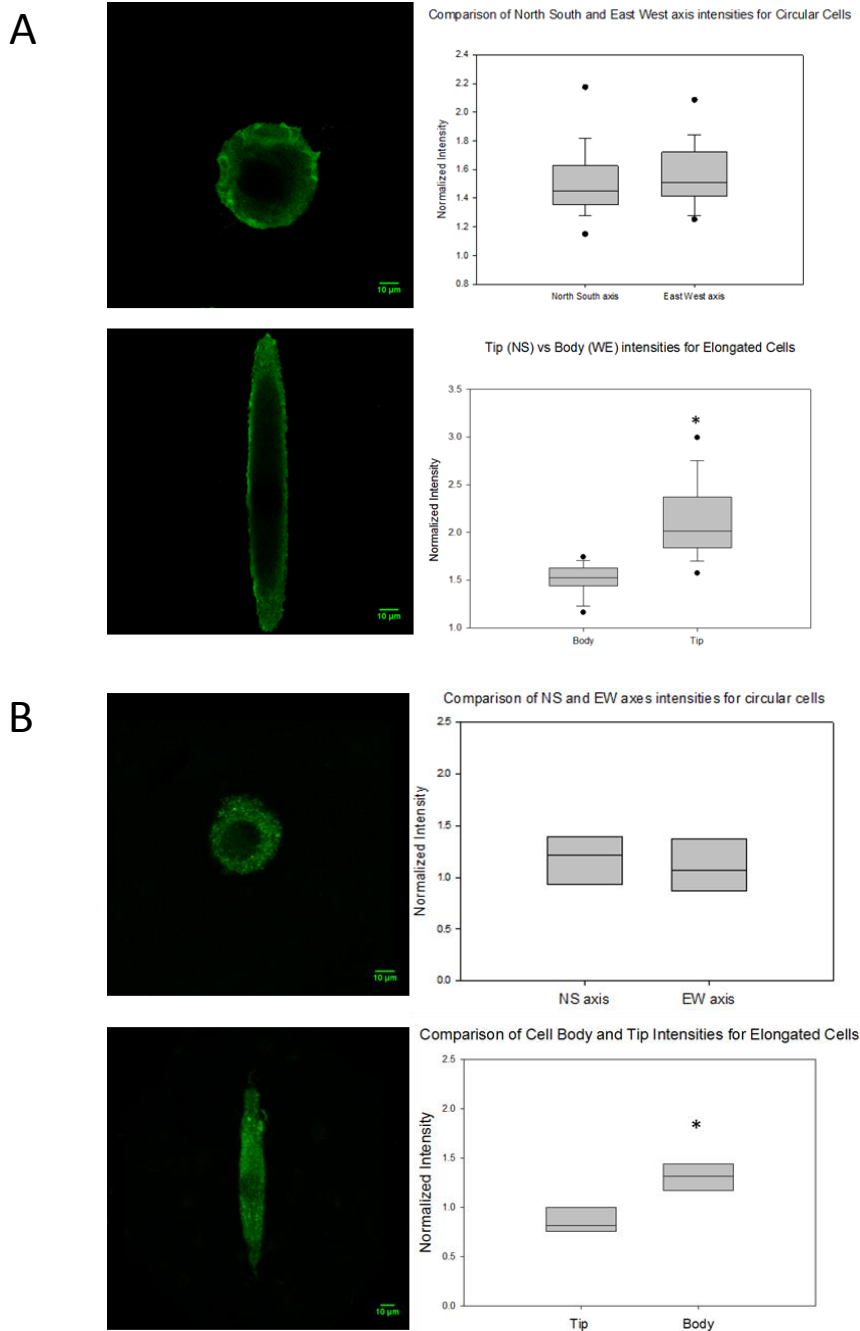 A
Comparison of North South and East West axis intensities for Circular Cells
2.4
2.2
2.0
1.8
1.6
1.4
1.2
1.0
0.8
Normalized Intensity
North South axis East West axis
10 µm
Tip (NS) vs Body (WE) intensities for Elongated Cells
3.5
3.0
2.5
2.0
1.5
1.0
Normalized Intensity
*
Body Tip
10 µm
B
Comparison of NS and EW axes intensities for circular cells
2.5
2.0
1.5
1.0
0.5
0.0
Normalized Intensity
NS axis EW axis
10 µm
Comparison of Cell Body and Tip Intensities for Elongated Cells
2.5
2.0
1.5
1.0
0.5
0.0
Normalized Intensity
*
Tip Body
10 µm